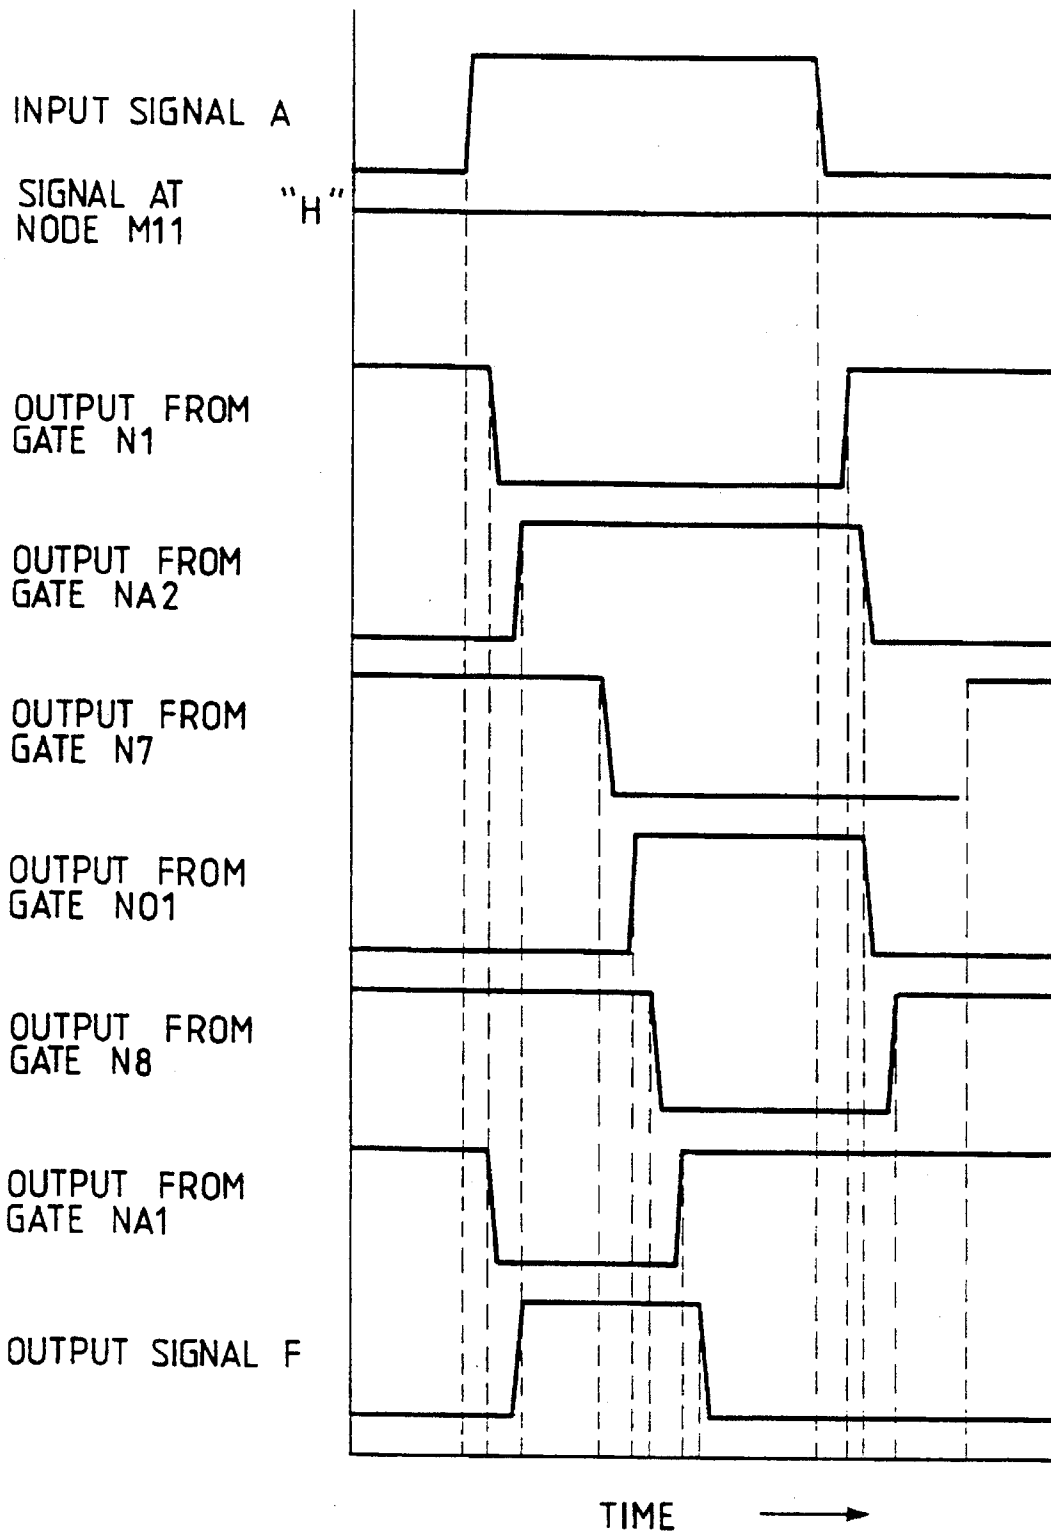 INPUT SIGNAL A
SIGNAL AT "H"
NODE M11
OUTPUT FROM
GATE N1
OUTPUT FROM
GATE NA2
OUTPUT FROM
GATE N7
OUTPUT FROM
GATE NO1
OUTPUT FROM
GATE N8
OUTPUT FROM
GATE NA1
OUTPUT SIGNAL F
TIME